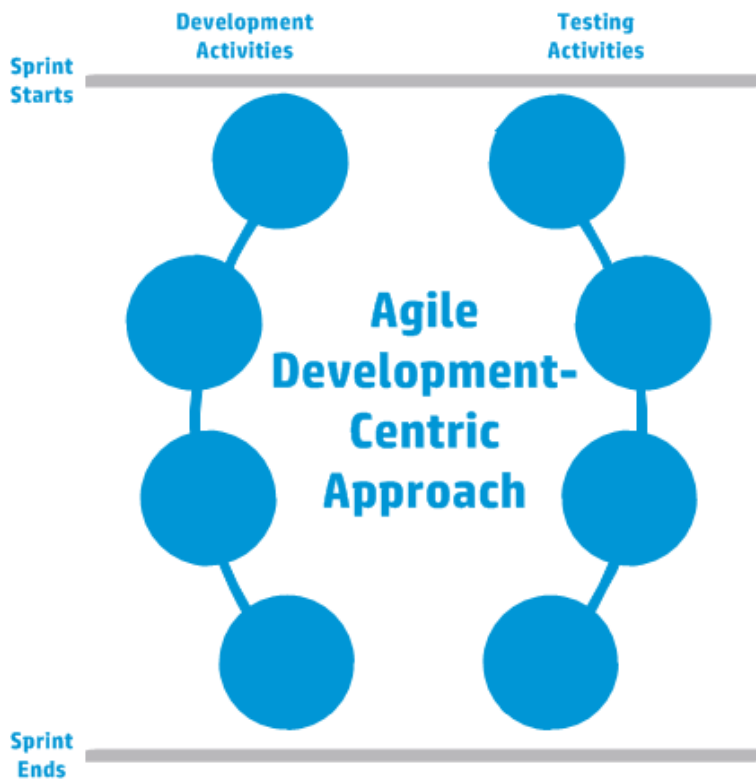 Development
Activities
Testing
Activities
Sprint
Starts
Agile
Development-
Centric
Approach
Sprint
Ends